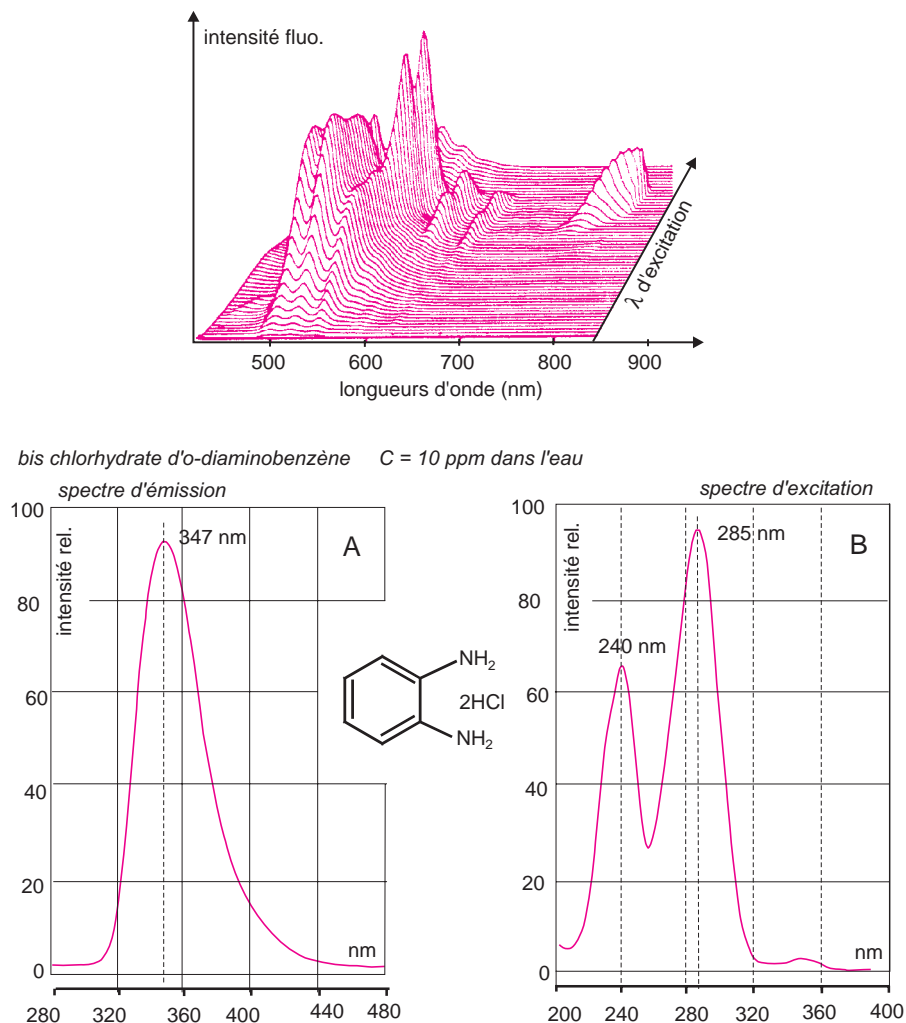 intensité fluo.
λ d'excitation
500 600 700 800 900
longueurs d'onde (nm)
bis chlorhydrate d'o-diaminobenzène C = 10 ppm dans l'eau
spectre d'émission
100
80
60
40
20
0
intensité rel.
347 nm
A
nm
280 320 360 400 440 480
NH2
2HCl
NH2
spectre d'excitation
100
80
60
40
20
0
intensité rel.
285 nm
B
240 nm
nm
200 240 280 320 360 400